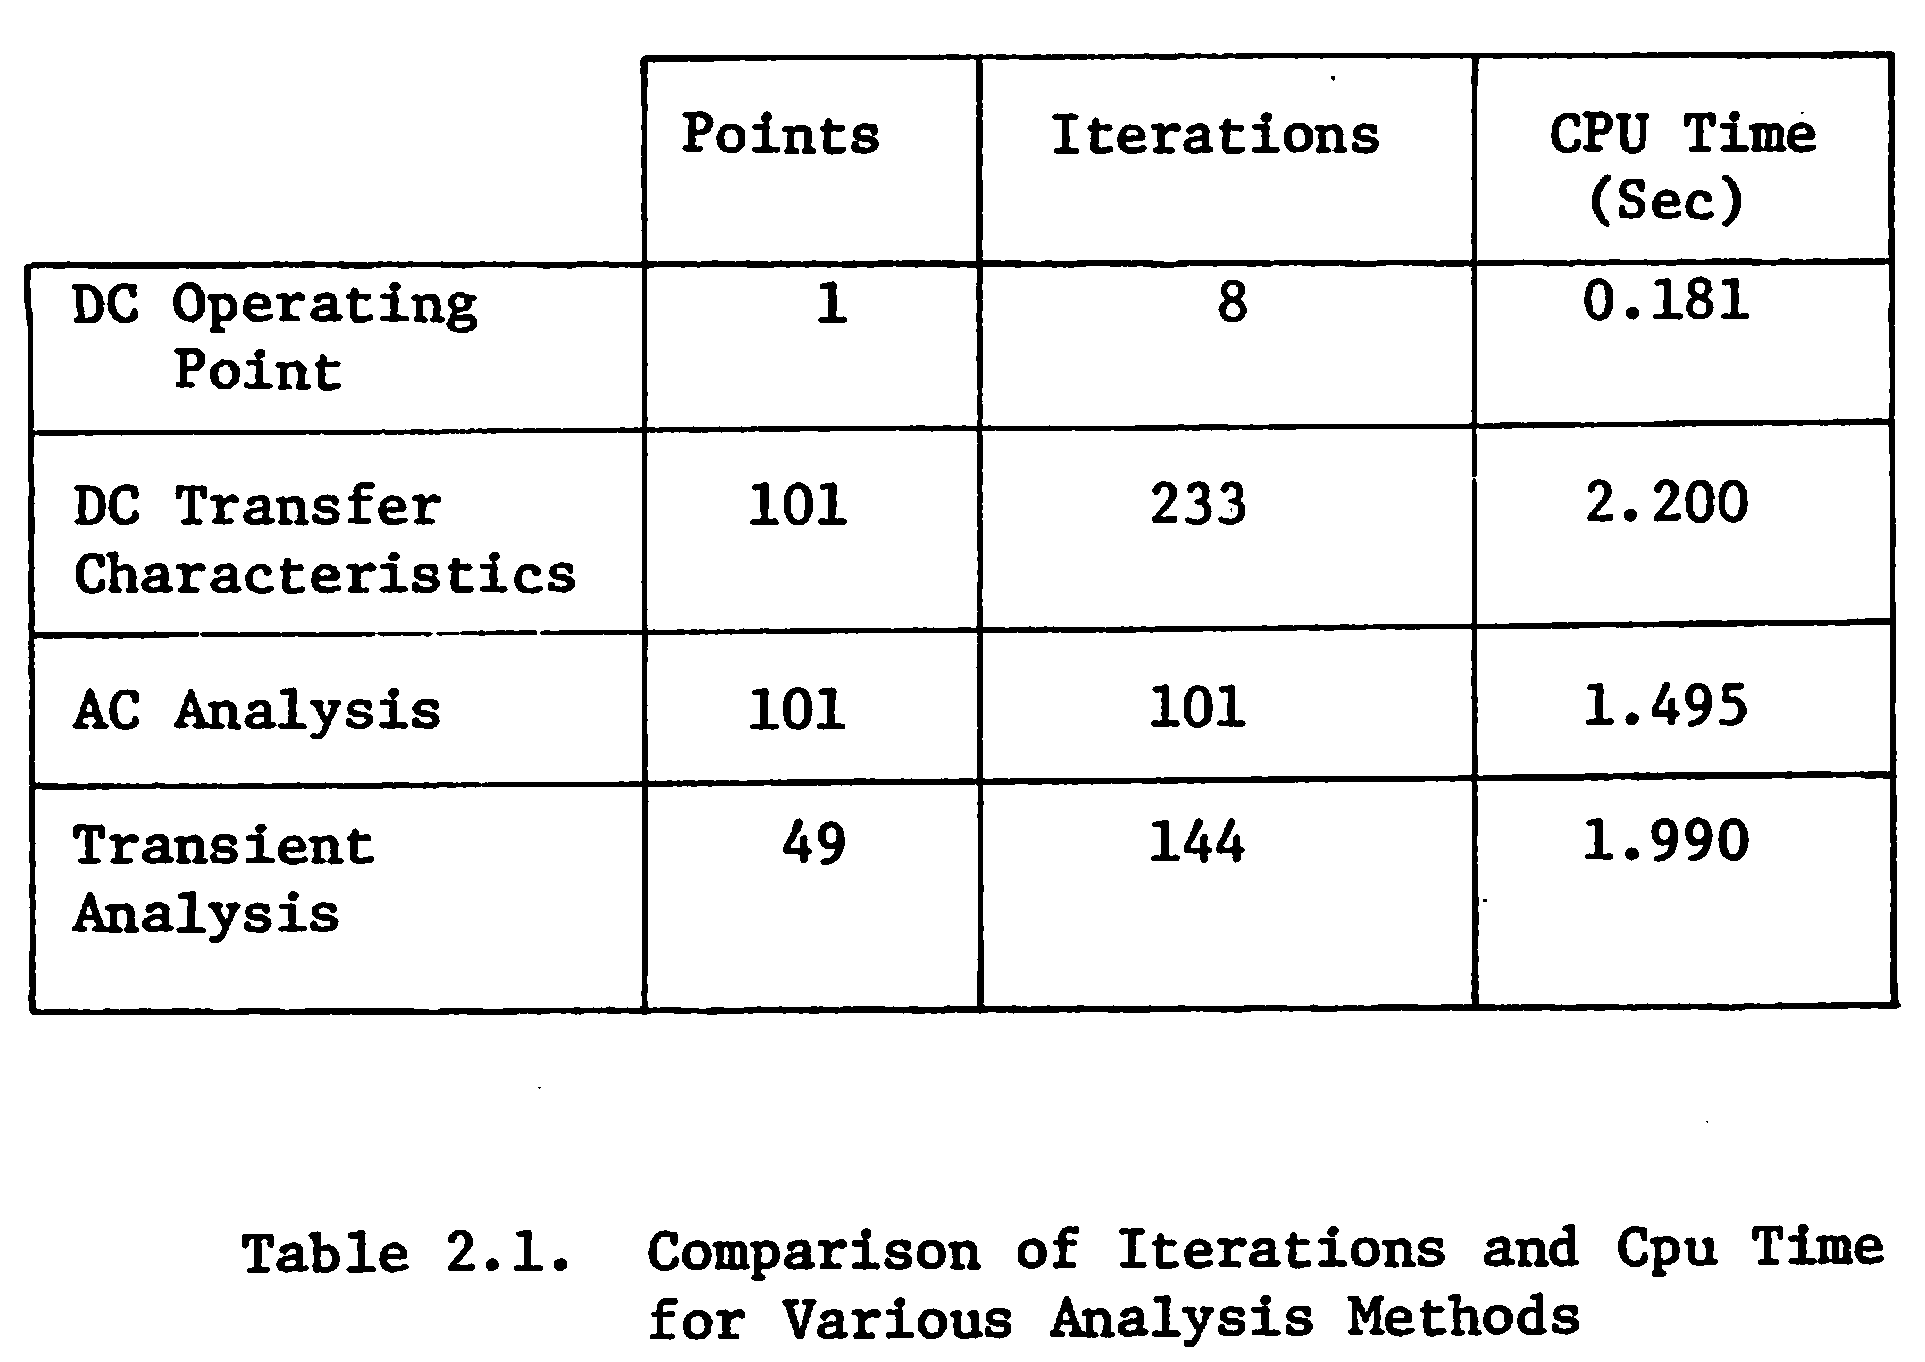 Points Iterations CPU Time
(Sec)
DC Operating 1 8 0.181
Point
DC Transfer 101 233 2.200
Characteristics
AC Analysis 101 101 1.495
Transient 49 144 1.990
Analysis
Table 2.1. Comparison of Iterations and Cpu Time
for Various Analysis Methods